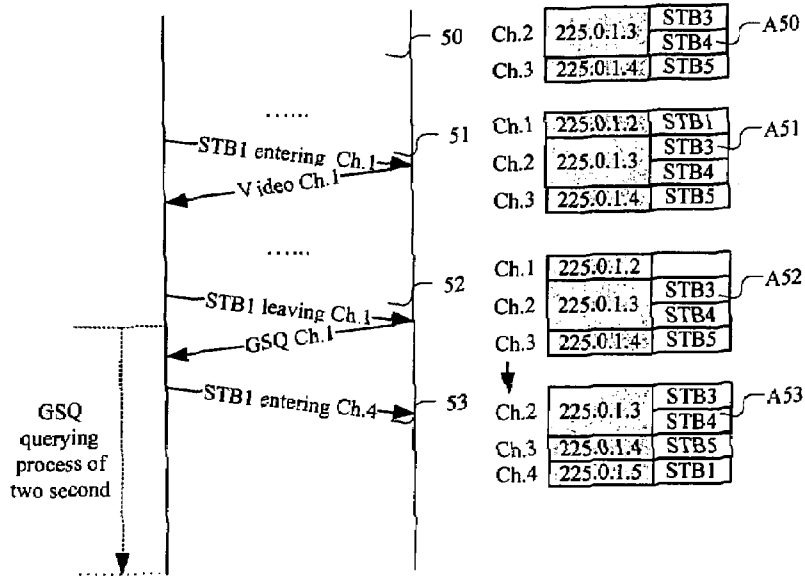 50
Ch.2 225.0.1.3 STB3 A50
STB4
Ch.3 225.0.1.4 STB5
......
51
STB1 entering Ch.1
Video Ch.1
Ch.1 225.0.1.2 STB1 A51
Ch.2 225.0.1.3 STB3
STB4
Ch.3 225.0.1.4 STB5
......
52
STB1 leaving Ch.1
GSQ Ch.1
Ch.1 225.0.1.2
Ch.2 225.0.1.3 STB3 A52
STB4
Ch.3 225.0.1.4 STB5
STB1 entering Ch.4
53
Ch.2 225.0.1.3 STB3 A53
STB4
Ch.3 225.0.1.4 STB5
Ch.4 225.0.1.5 STB1
GSQ
querying
process of
two second